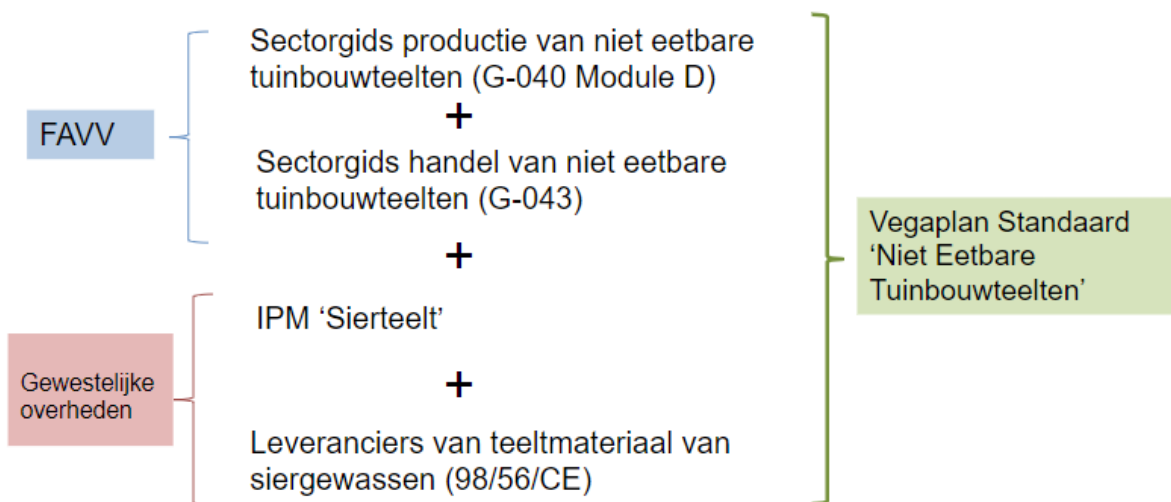 Sectorgids productie van niet eetbare
tuinbouwteelten (G-040 Module D)
+
FAVV
Sectorgids handel van niet eetbare
tuinbouwteelten (G-043)
+
Vegaplan Standaard
‘Niet Eetbare
Tuinbouwteelten’
IPM ‘Sierteelt’
+
Gewestelijke
overheden
Leveranciers van teeltmateriaal van
siergewassen (98/56/CE)